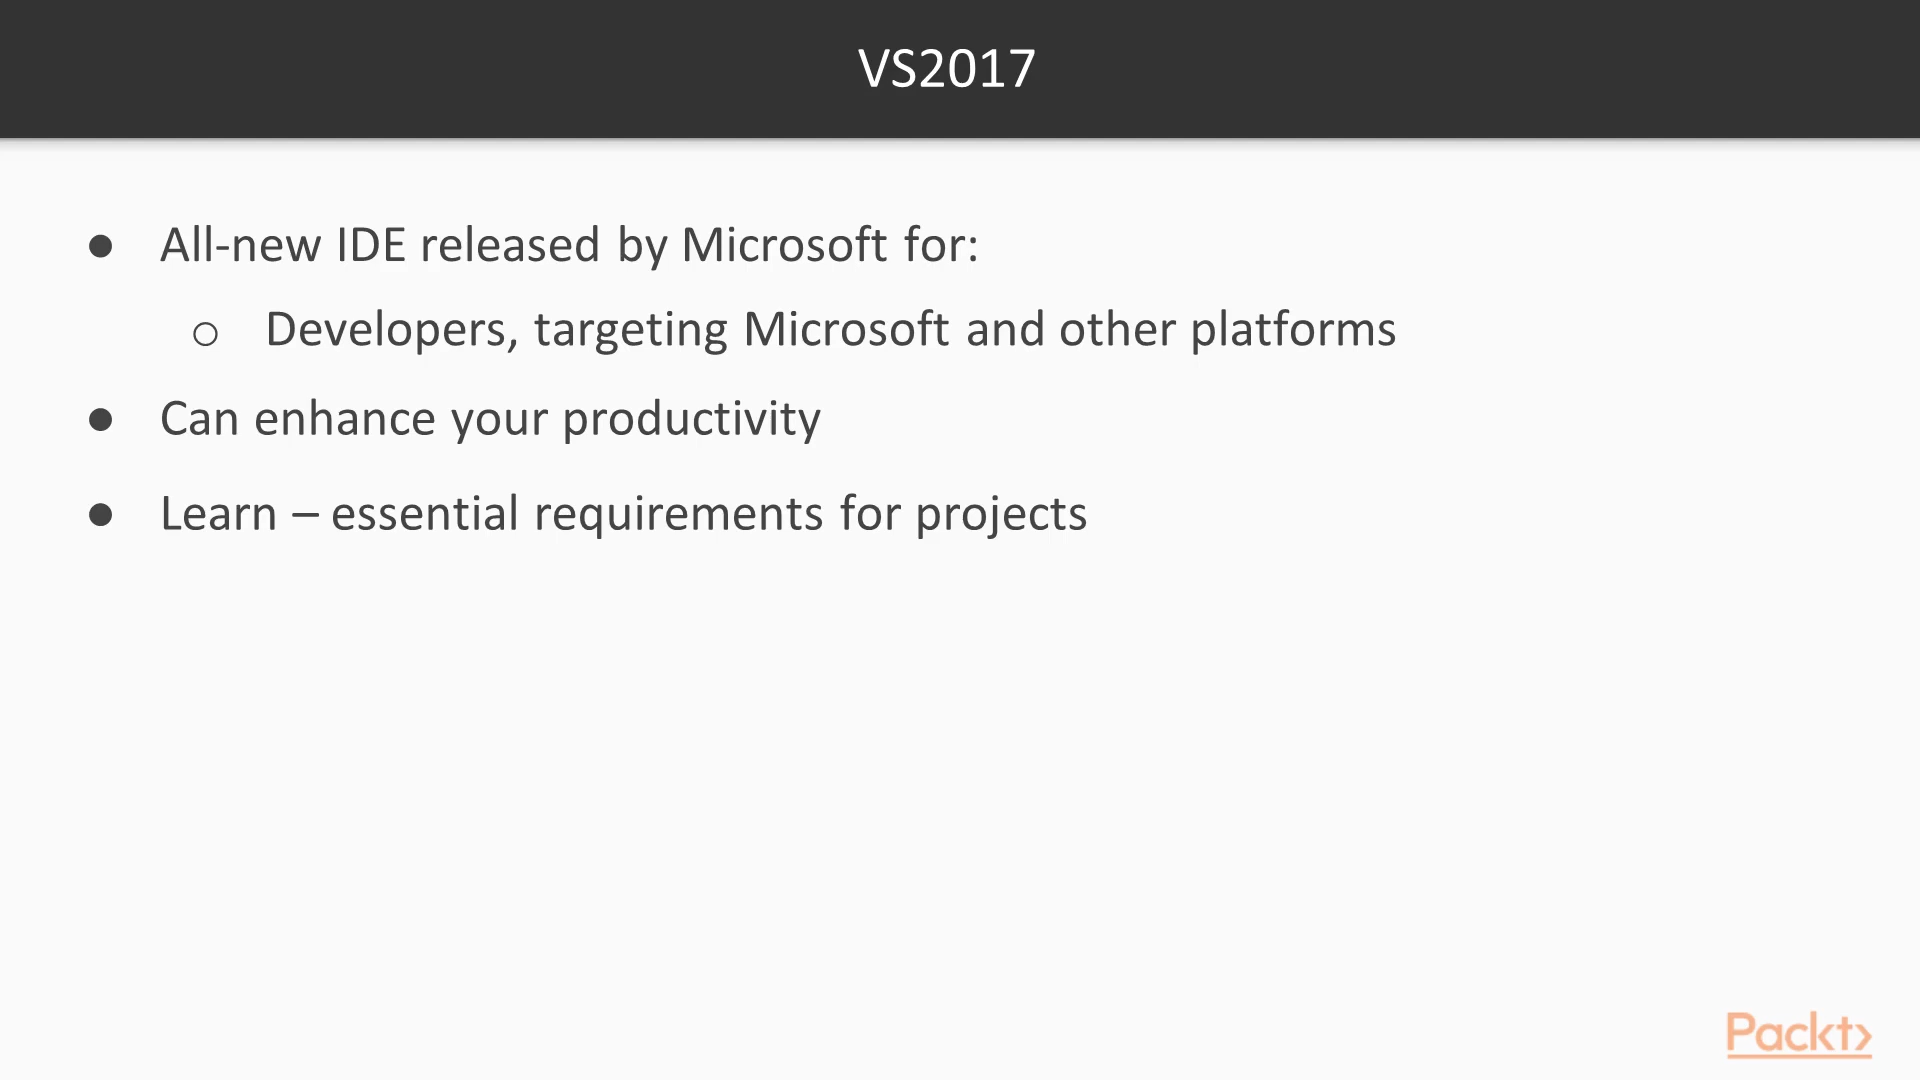 VS2017
● All-new IDE released by Microsoft for:
○ Developers, targeting Microsoft and other platforms
● Can enhance your productivity
● Learn – essential requirements for projects
Packt>